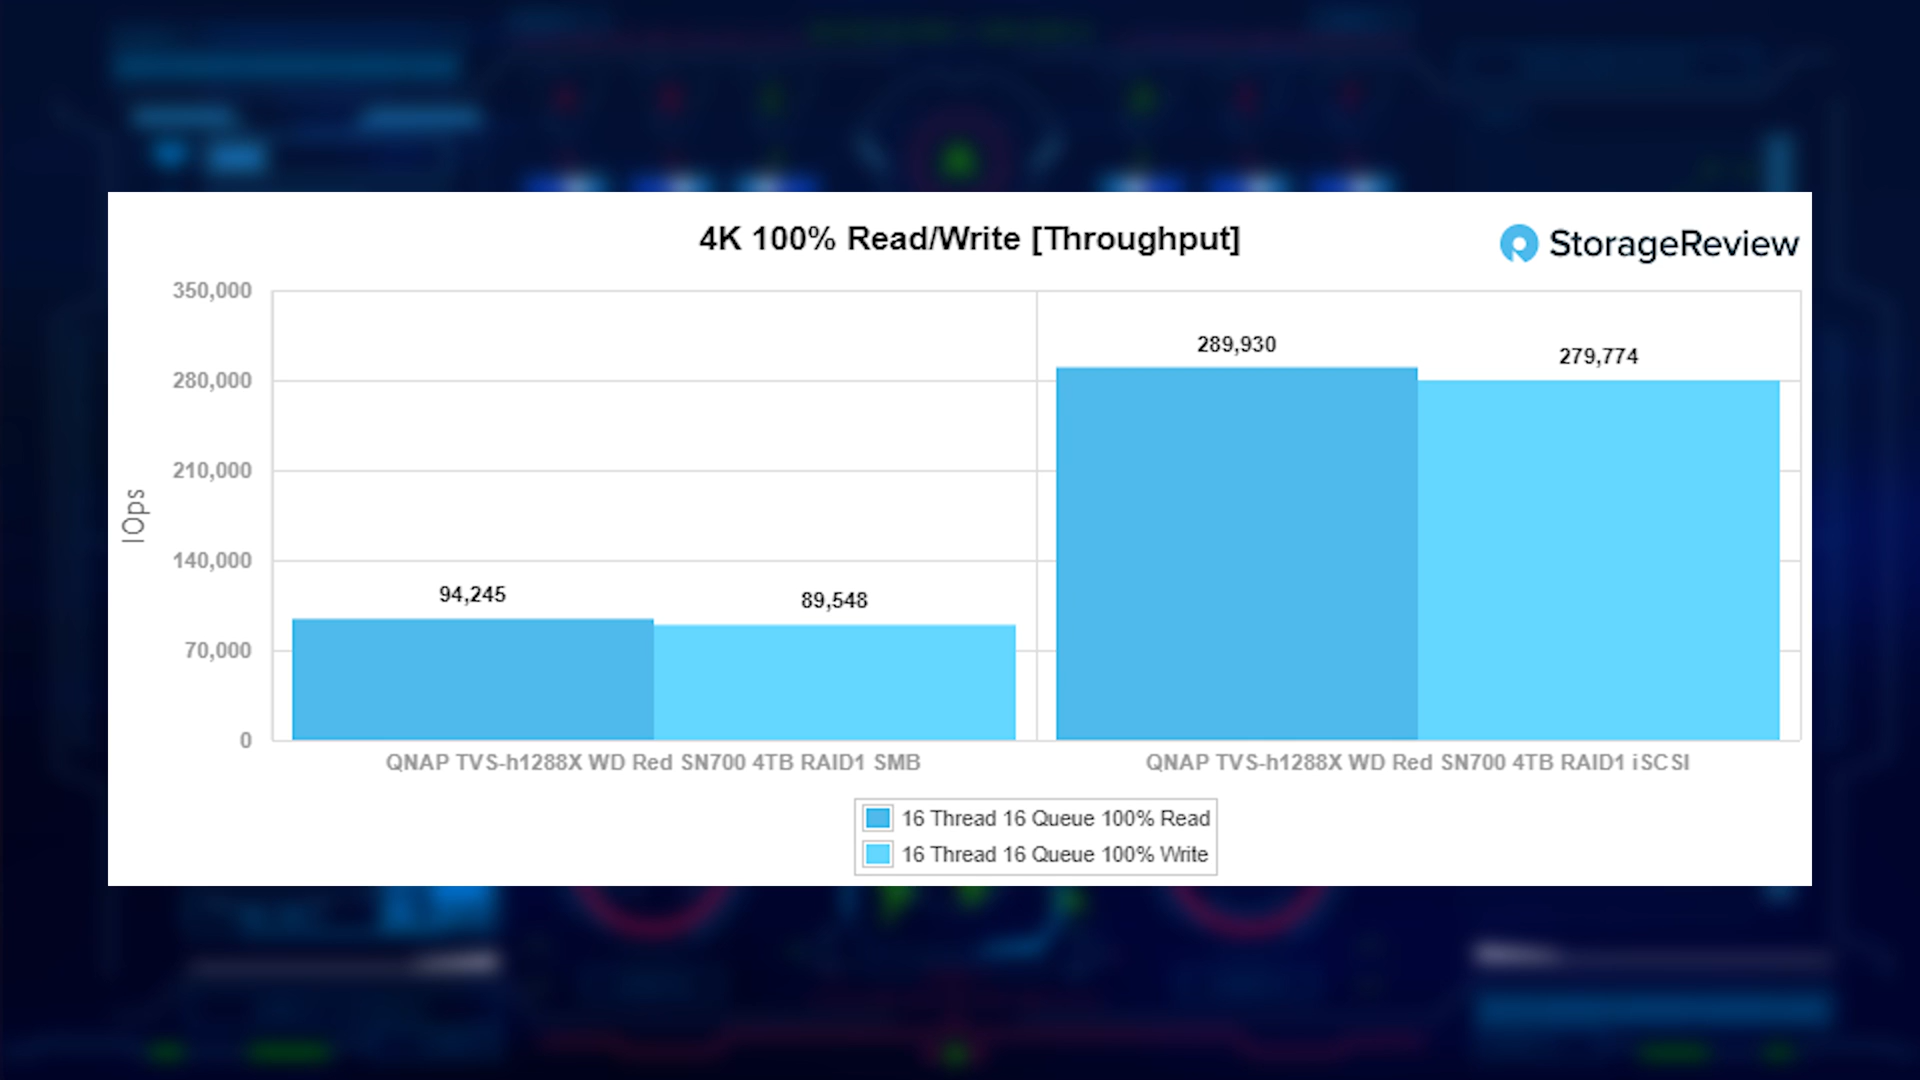 4K 100% Read/Write [Throughput]
StorageReview
350,000
280,000
210,000
140,000
70,000
0
IOps
94,245
89,548
289,930
279,774
QNAP TVS-h1288X WD Red SN700 4TB RAID1 SMB
QNAP TVS-h1288X WD Red SN700 4TB RAID1 iSCSI
16 Thread 16 Queue 100% Read
16 Thread 16 Queue 100% Write